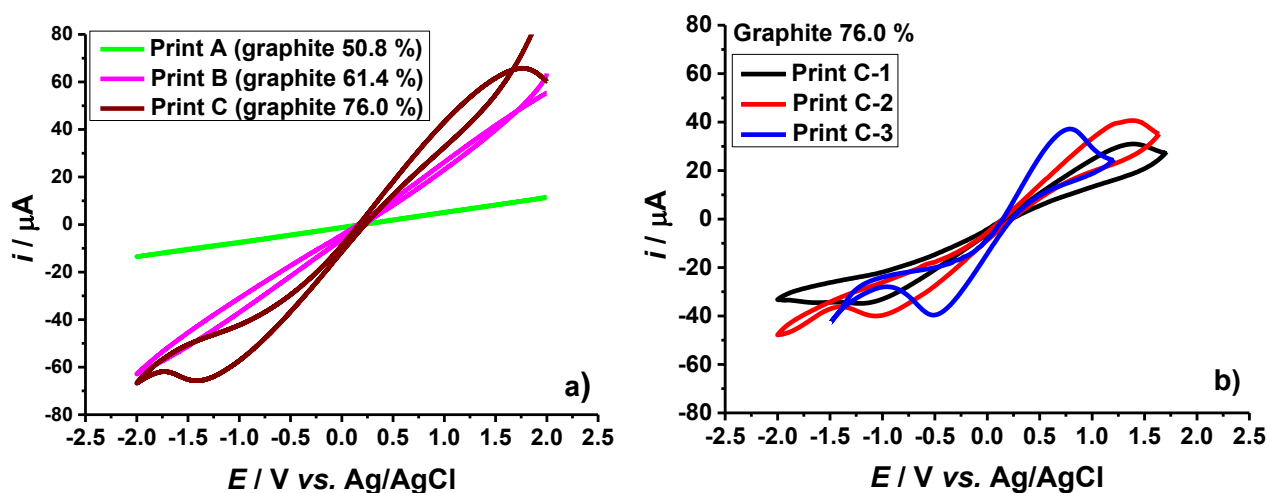 80
60
40
20
0
-20
-40
-60
-80
i / μA
Print A (graphite 50.8 %)
Print B (graphite 61.4 %)
Print C (graphite 76.0 %)
a)
-2.5 -2.0 -1.5 -1.0 -0.5 0.0 0.5 1.0 1.5 2.0 2.5
E / V vs. Ag/AgCl
80
60
40
20
0
-20
-40
-60
-80
i / μA
Graphite 76.0 %
Print C-1
Print C-2
Print C-3
b)
-2.5 -2.0 -1.5 -1.0 -0.5 0.0 0.5 1.0 1.5 2.0 2.5
E / V vs. Ag/AgCl